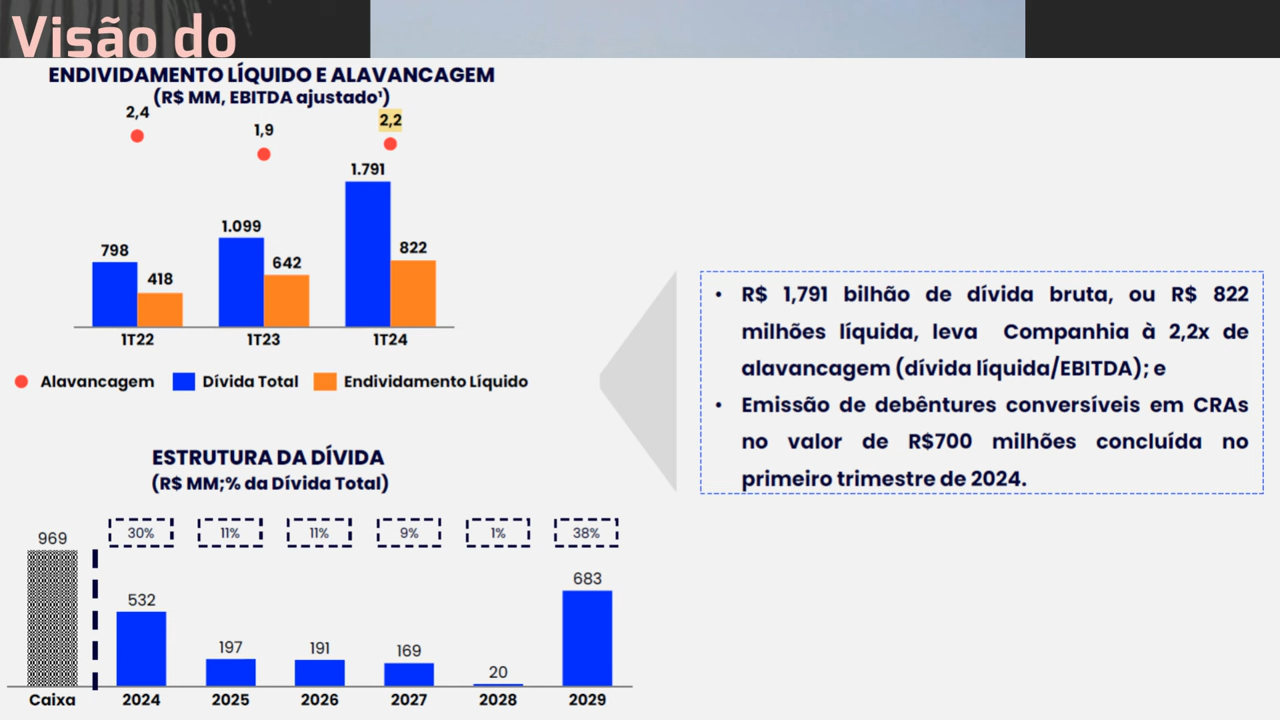 Visão do
ENDIVIDAMENTO LÍQUIDO E ALAVANCAGEM
(R$ MM, EBITDA ajustado¹)
2,4
1,9
2,2
1.791
1.099
798
822
642
418
1T22
1T23
1T24
Alavancagem
Dívida Total
Endividamento Líquido
• R$ 1,791 bilhão de dívida bruta, ou R$ 822
milhões líquida, leva Companhia à 2,2x de
alavancagem (dívida líquida/EBITDA); e
• Emissão de debêntures conversíveis em CRAs
no valor de R$700 milhões concluída no
primeiro trimestre de 2024.
ESTRUTURA DA DÍVIDA
(R$ MM;% da Dívida Total)
30%
11%
11%
9%
1%
38%
969
532
197
191
169
20
683
Caixa
2024
2025
2026
2027
2028
2029